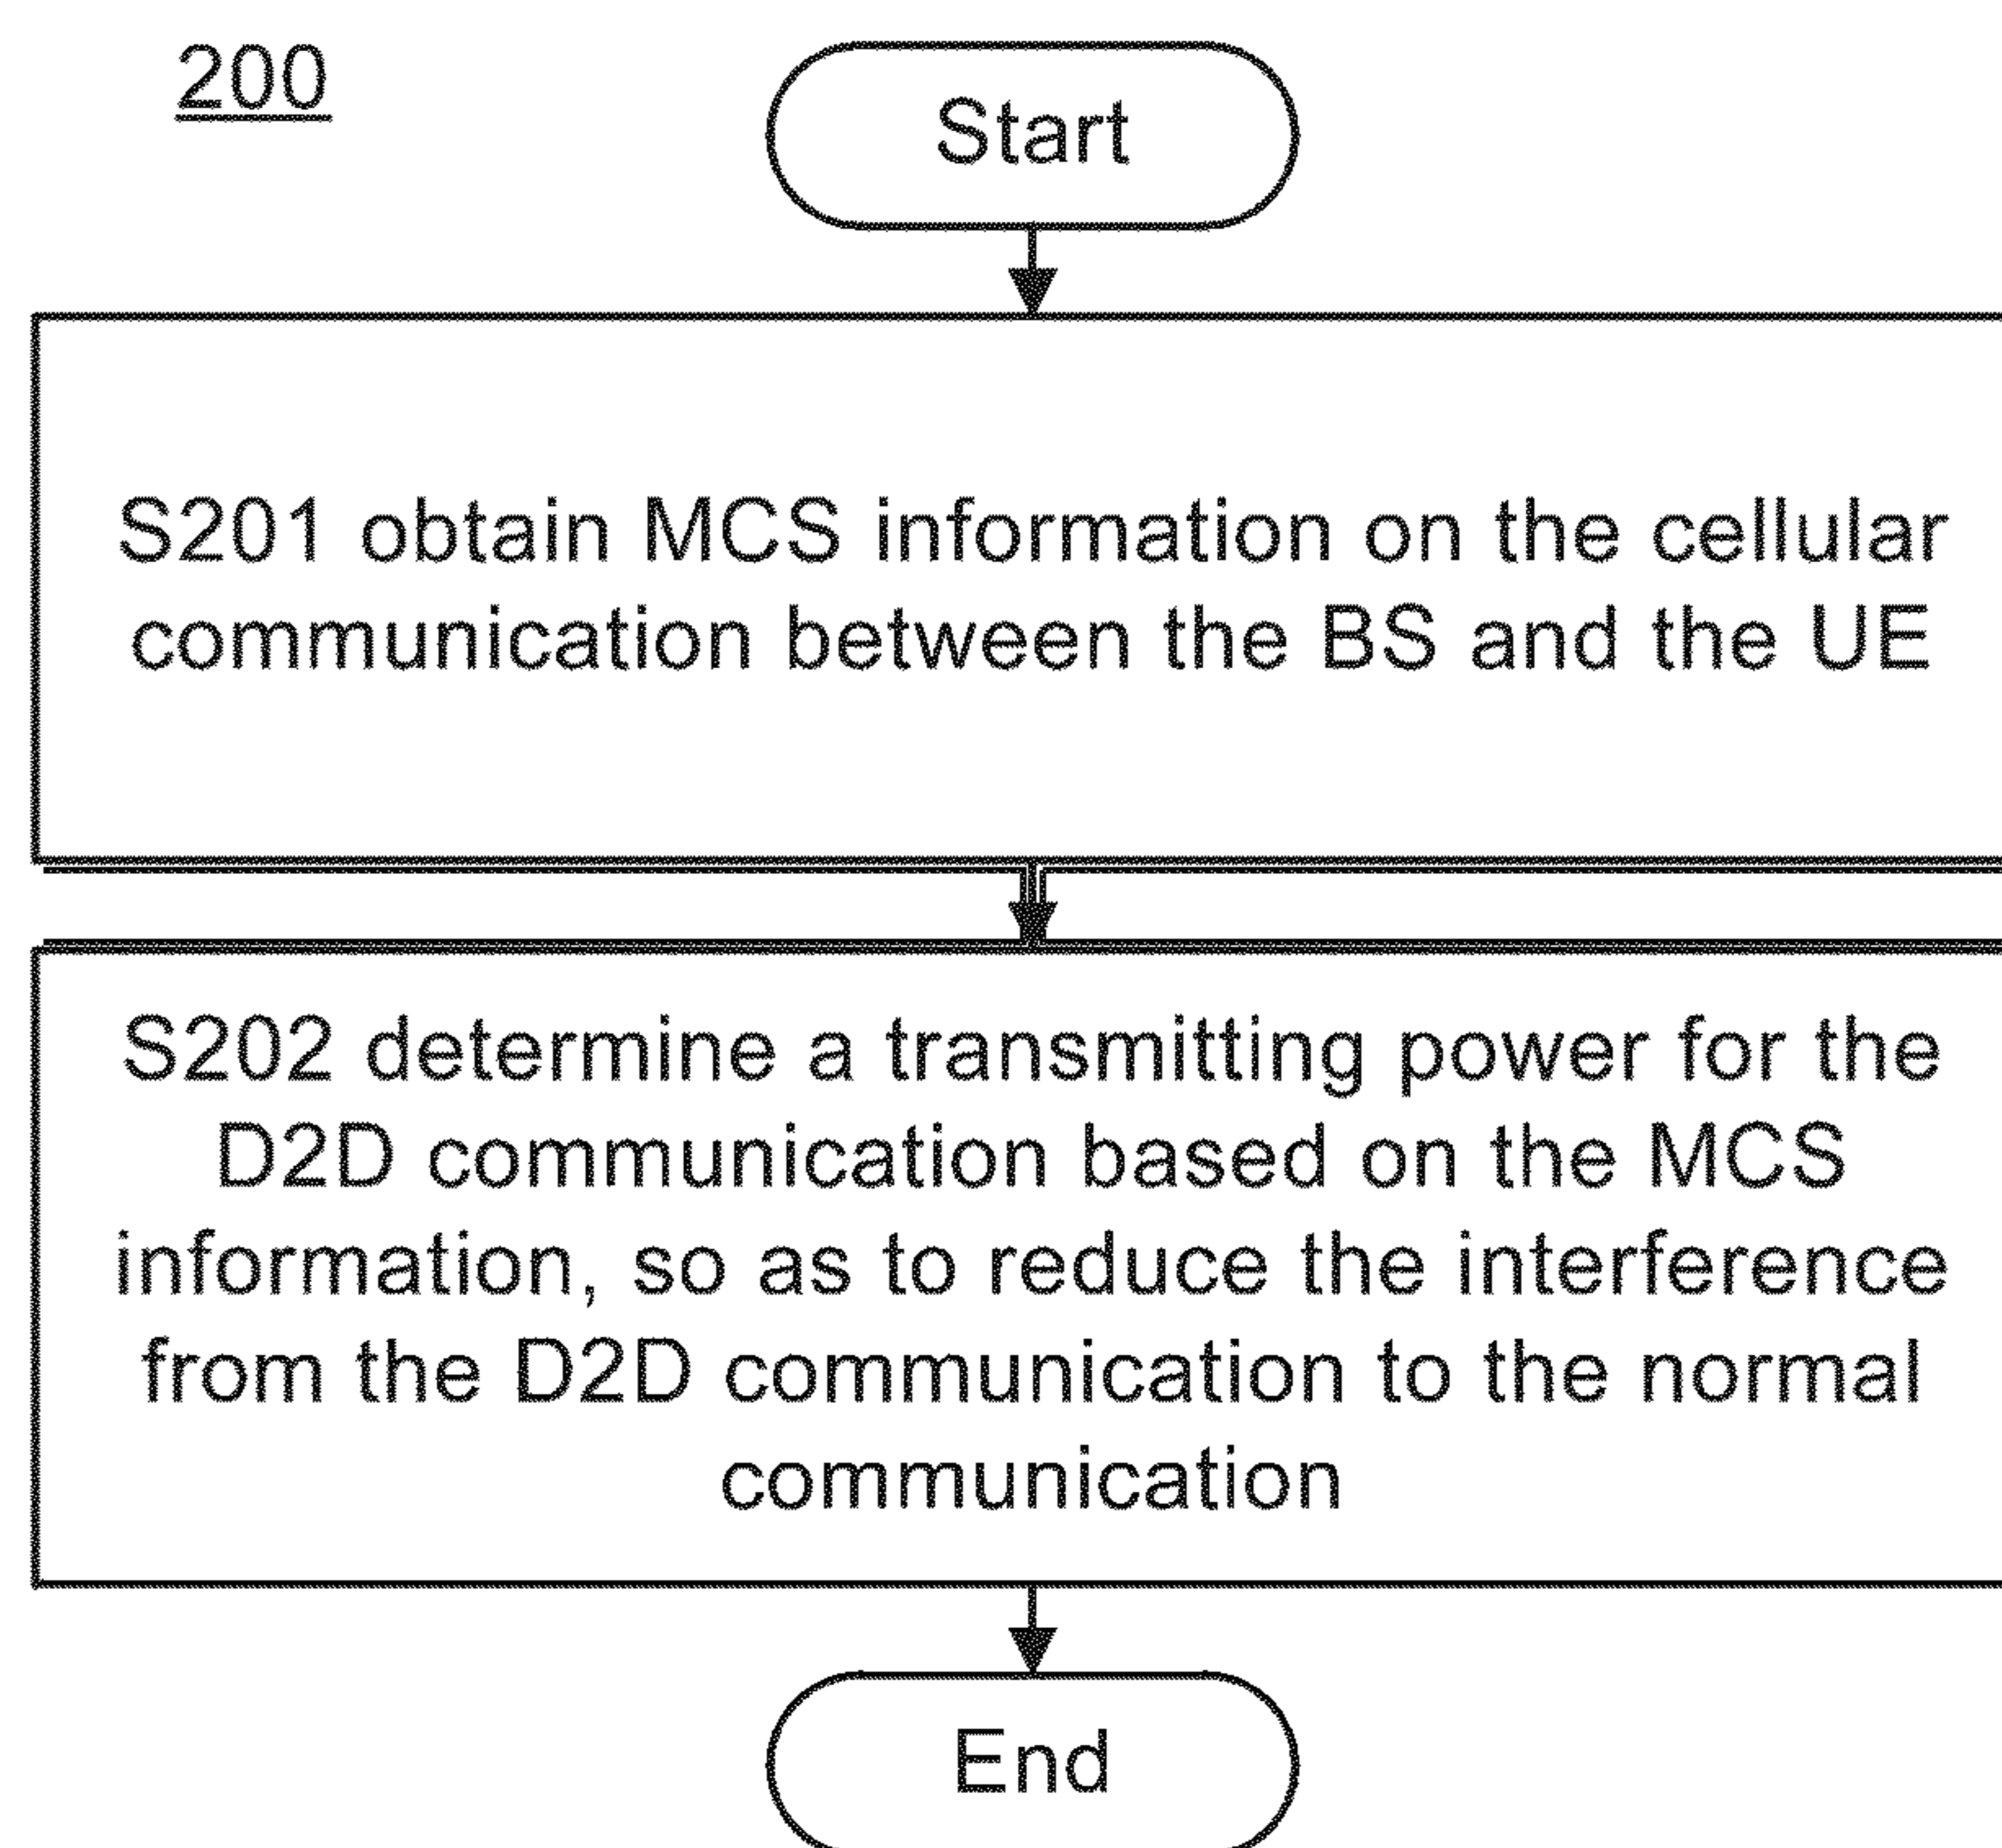 200
Start
S201 obtain MCS information on the cellular
communication between the BS and the UE
S202 determine a transmitting power for the
D2D communication based on the MCS
information, so as to reduce the interference
from the D2D communication to the normal
communication
End